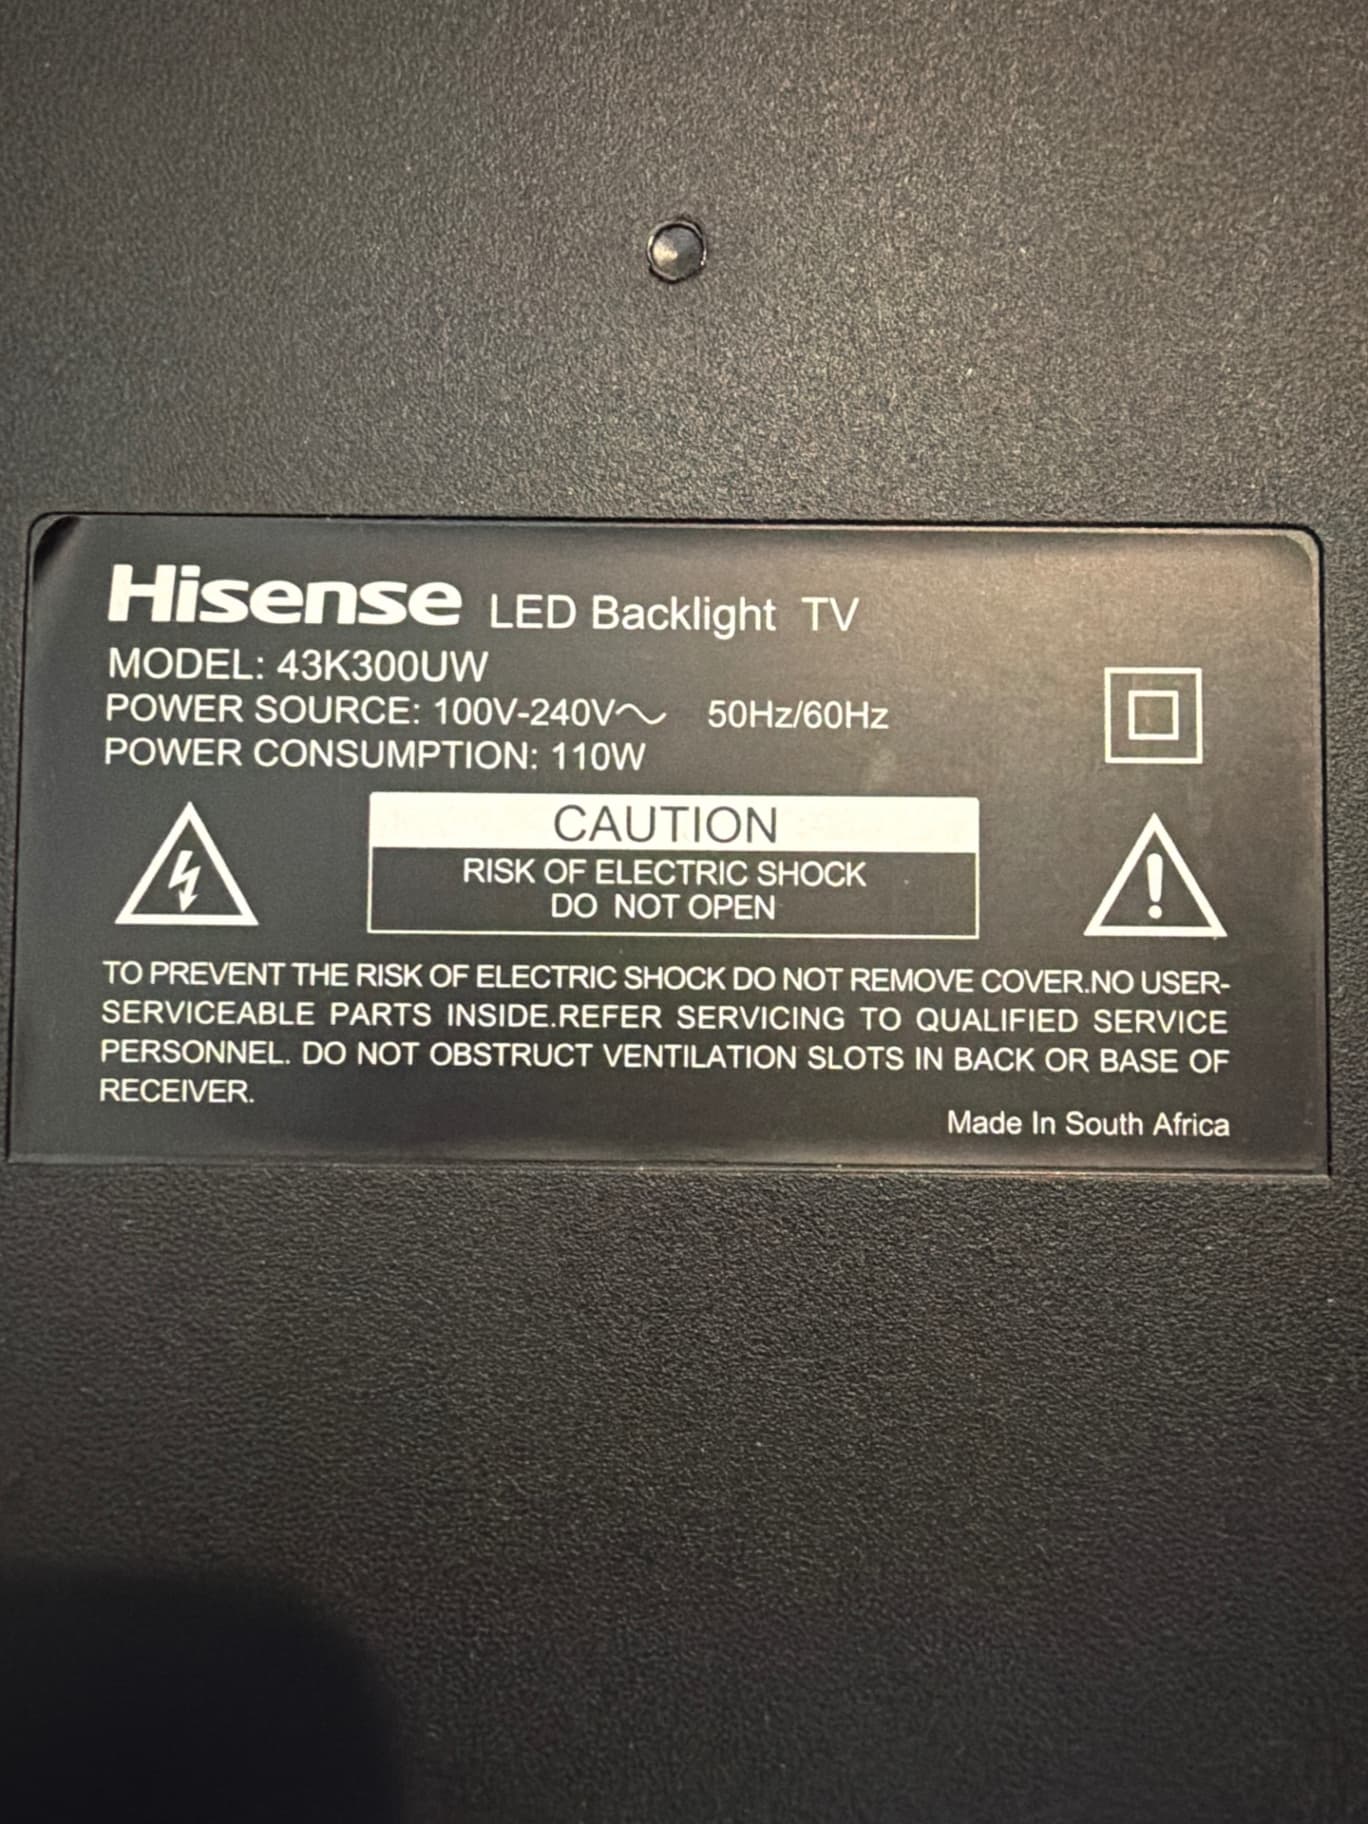 Hisense LED Backlight TV
MODEL: 43K300UW
POWER SOURCE: 100V-240V～ 50Hz/60Hz
POWER CONSUMPTION: 110W
CAUTION
RISK OF ELECTRIC SHOCK
DO NOT OPEN
TO PREVENT THE RISK OF ELECTRIC SHOCK DO NOT REMOVE COVER.NO USER-
SERVICEABLE PARTS INSIDE.REFER SERVICING TO QUALIFIED SERVICE
PERSONNEL. DO NOT OBSTRUCT VENTILATION SLOTS IN BACK OR BASE OF
RECEIVER.
Made In South Africa